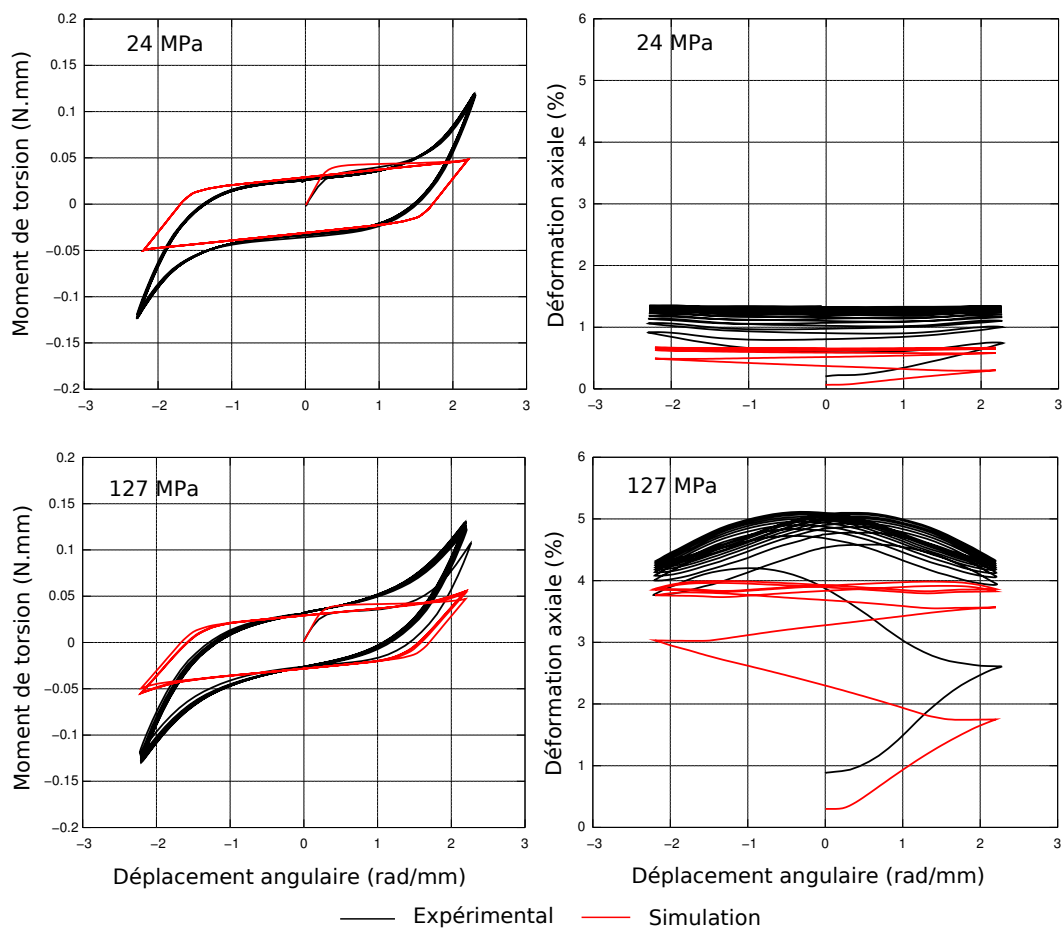 24 MPa
Moment de torsion (N.mm)
0.2
0.15
0.1
0.05
0
−0.05
−0.1
−0.15
−0.2
−3 −2 −1 0 1 2 3
24 MPa
Déformation axiale (%)
6
5
4
3
2
1
0
−3 −2 −1 0 1 2 3
127 MPa
Moment de torsion (N.mm)
0.2
0.15
0.1
0.05
0
−0.05
−0.1
−0.15
−0.2
−3 −2 −1 0 1 2 3
Déplacement angulaire (rad/mm)
127 MPa
Déformation axiale (%)
6
5
4
3
2
1
0
−3 −2 −1 0 1 2 3
Déplacement angulaire (rad/mm)
Expérimental Simulation